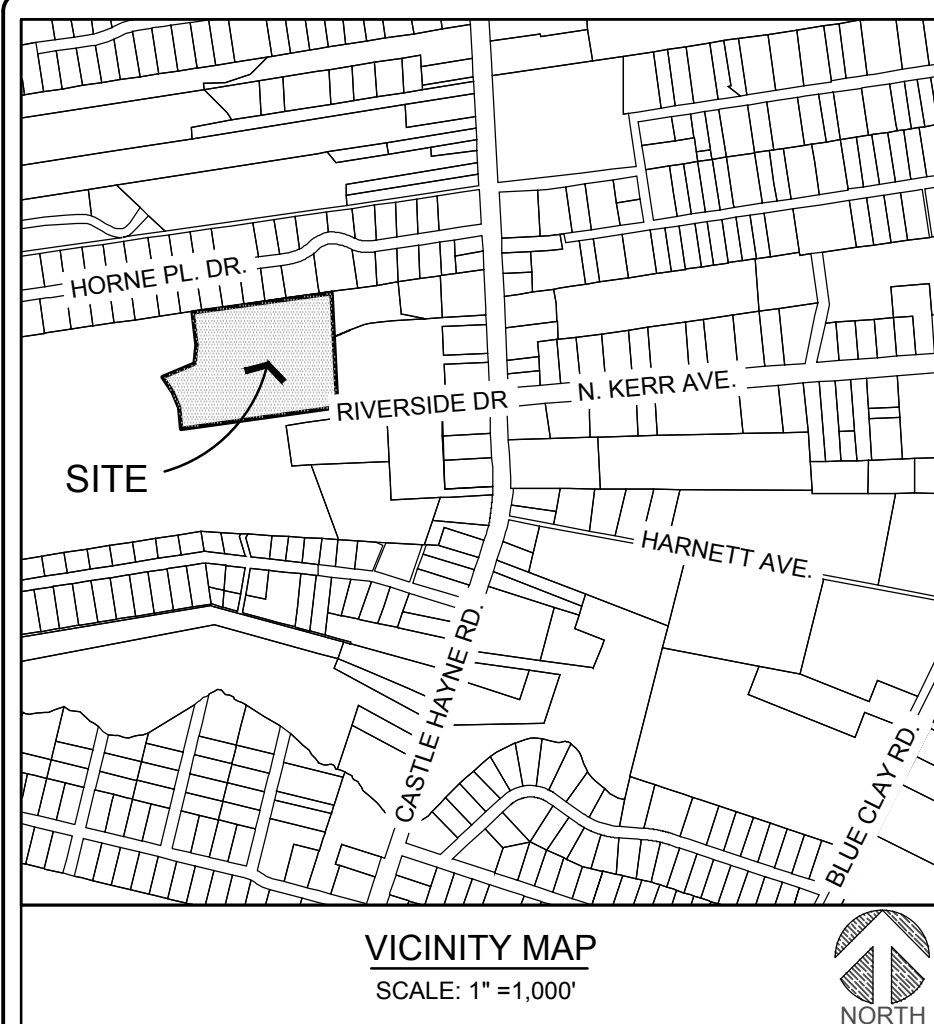 HORNE PL. DR.
RIVERSIDE DR
N. KERR AVE.
SITE
HARNETT AVE.
CASTLE HAYNE RD.
BLUE CLAY RD.
VICINITY MAP
SCALE: 1" =1,000'
NORTH